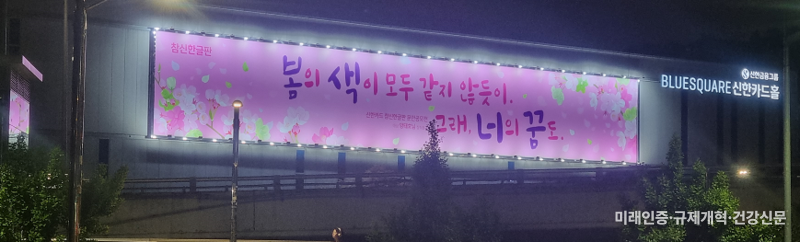 참신한글판
봄의 색이 모두 같지 않듯이.
그래, 너의 꿈도.
신한금융그룹
BLUESQUARE 신한카드홀
미래인증·규제개혁·건강신문